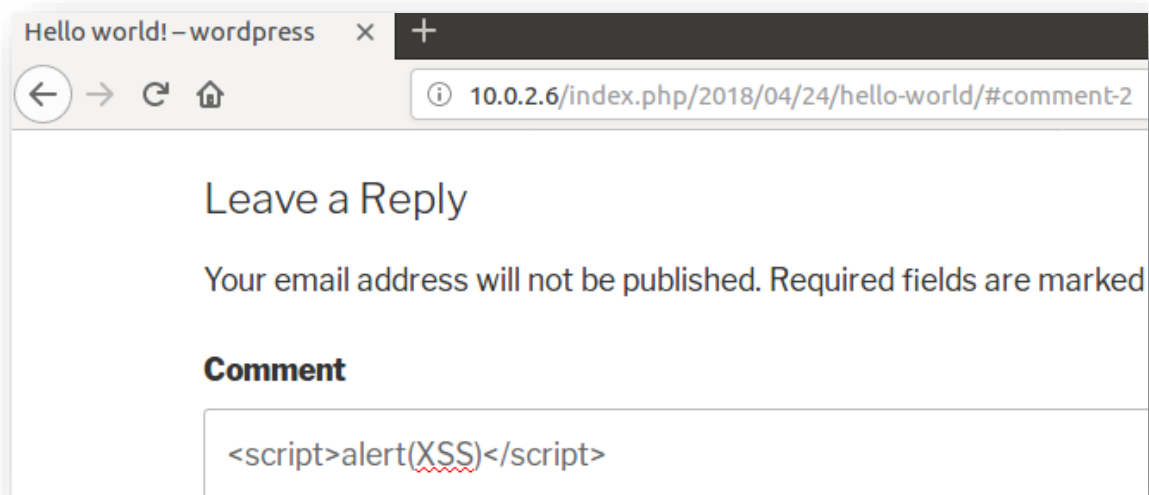 Hello world! – wordpress
10.0.2.6/index.php/2018/04/24/hello-world/#comment-2
Leave a Reply
Your email address will not be published. Required fields are marked
Comment
<script>alert(XSS)</script>